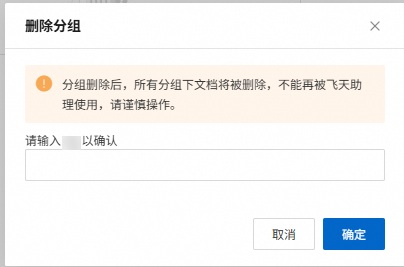 删除分组
分组删除后，所有分组下文档将被删除，不能再被飞天助
理使用，请谨慎操作。
请输入 以确认
取消
确定